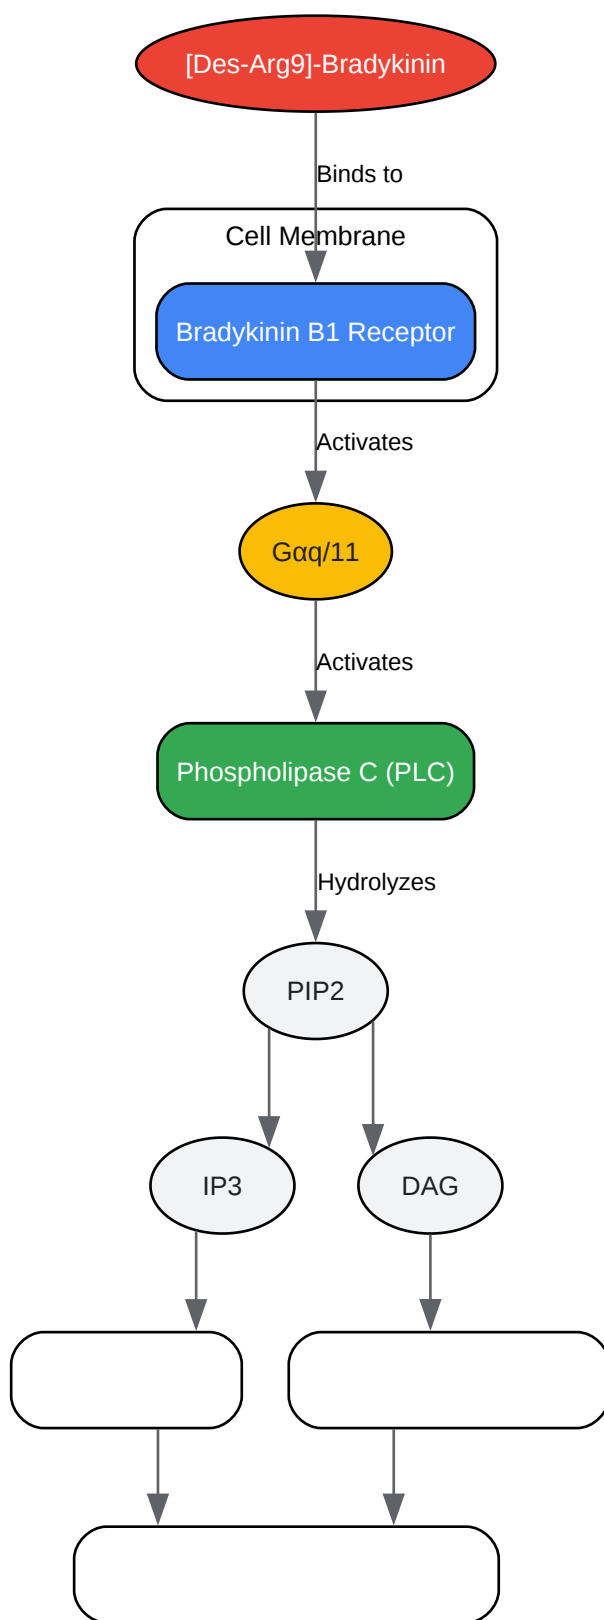 [Des-Arg9]-Bradykinin
Binds to
Cell Membrane
Bradykinin B1 Receptor
Activates
Gαq/11
Activates
Phospholipase C (PLC)
Hydrolyzes
PIP2
IP3
DAG